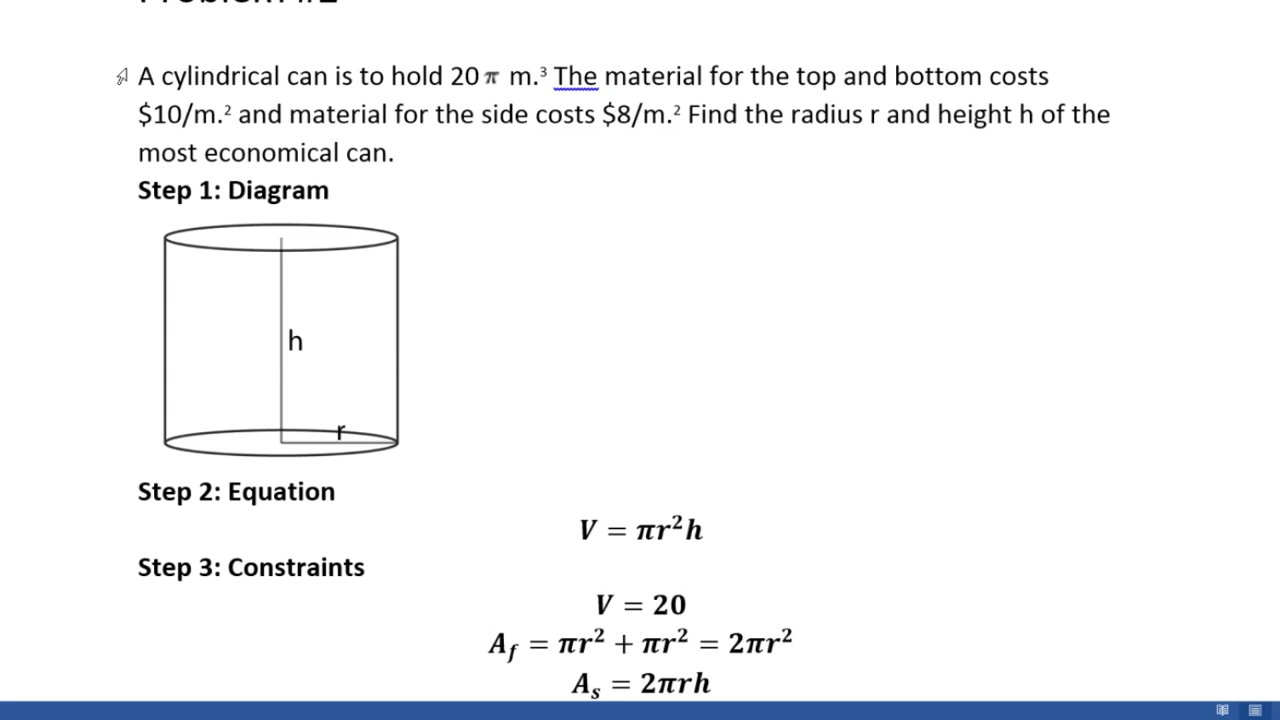 A cylindrical can is to hold 20 π m.³ The material for the top and bottom costs
$10/m.² and material for the side costs $8/m.² Find the radius r and height h of the
most economical can.
Step 1: Diagram
h
r
Step 2: Equation
V = πr²h
Step 3: Constraints
V = 20
A_f = πr² + πr² = 2πr²
A_s = 2πrh